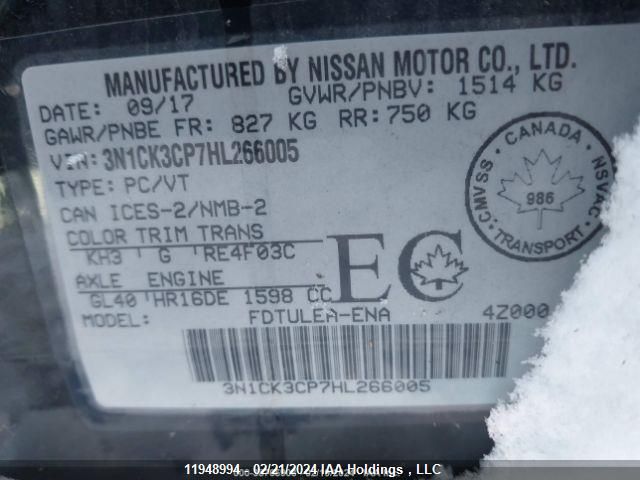 MANUFACTURED BY NISSAN MOTOR CO., LTD.
DATE: 09/17 GVWR/PNBV: 1514 KG
GAWR/PNBE FR: 827 KG RR: 750 KG
VIN: 3N1CK3CP7HL266005
TYPE: PC/VT
CAN ICES-2/NMB-2
COLOR TRIM TRANS
KH3 G RE4F03C
AXLE ENGINE
GL40 HR16DE 1598 CC
MODEL: FDTULEA-ENA 4Z000
EC
CANADA
CMVSS NSVAC
986
TRANSPORT
3N1CK3CP7HL266005
11948994 - 02/21/2024 IAA Holdings , LLC